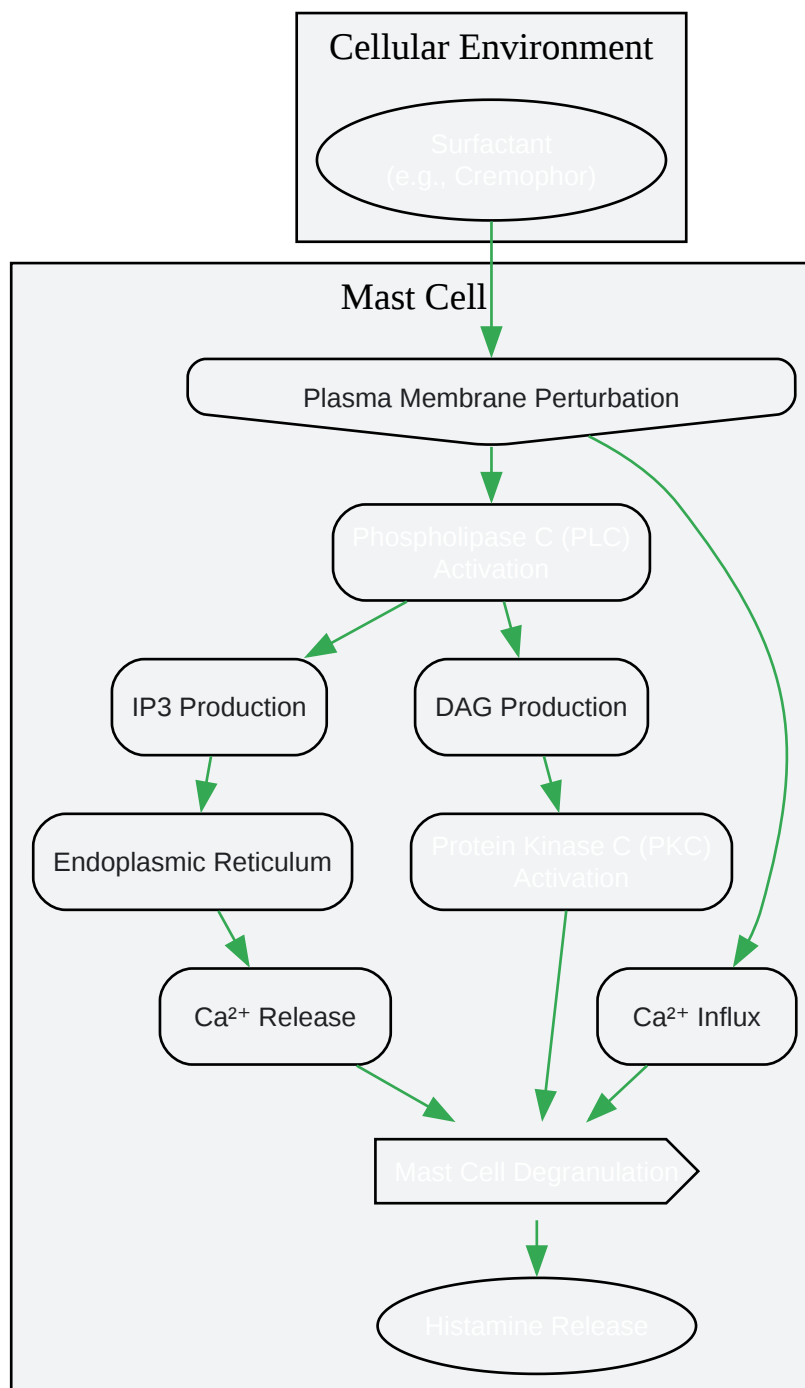 Cellular Environment
Surfactant
(e.g., Cremophor)
Mast Cell
Plasma Membrane Perturbation
Phospholipase C (PLC)
Activation
IP3 Production
DAG Production
Endoplasmic Reticulum
Protein Kinase C (PKC)
Activation
Ca²⁺ Release
Ca²⁺ Influx
Mast Cell Degranulation
Histamine Release